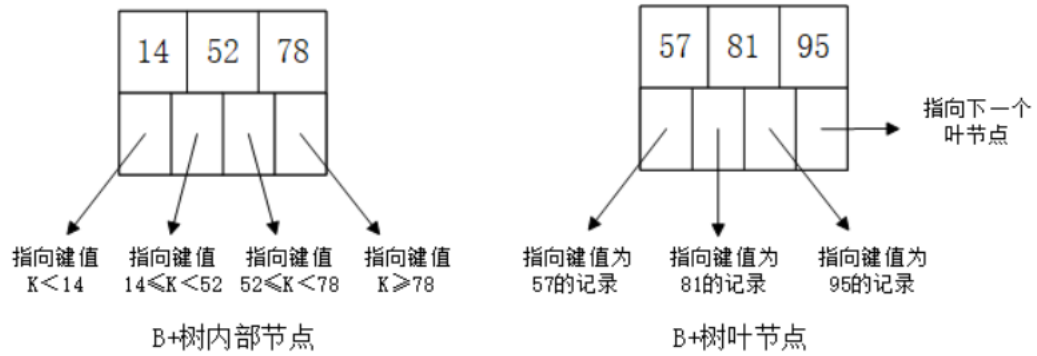 14 52 78
指向键值
K<14
指向键值
14≤K<52
指向键值
52≤K<78
指向键值
K≥78
B+树内部节点
57 81 95
指向下一个
叶节点
指向键值为
57的记录
指向键值为
81的记录
指向键值为
95的记录
B+树叶节点